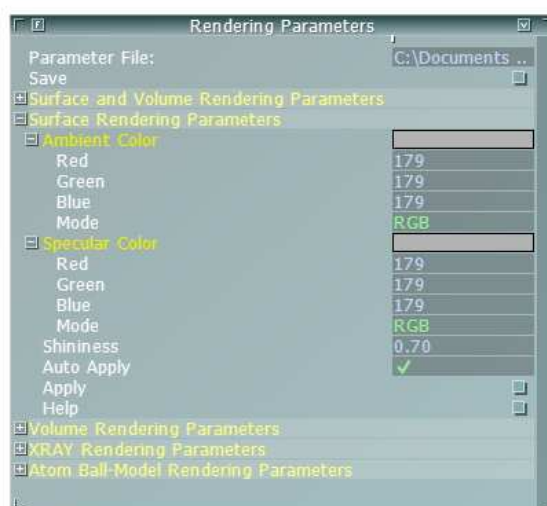 Rendering Parameters
Parameter File: C:\Documents ..
Save
Surface and Volume Rendering Parameters
Surface Rendering Parameters
Ambient Color
Red 179
Green 179
Blue 179
Mode RGB
Specular Color
Red 179
Green 179
Blue 179
Mode RGB
Shininess 0.70
Auto Apply ✓
Apply
Help
Volume Rendering Parameters
XRAY Rendering Parameters
Atom Ball-Model Rendering Parameters